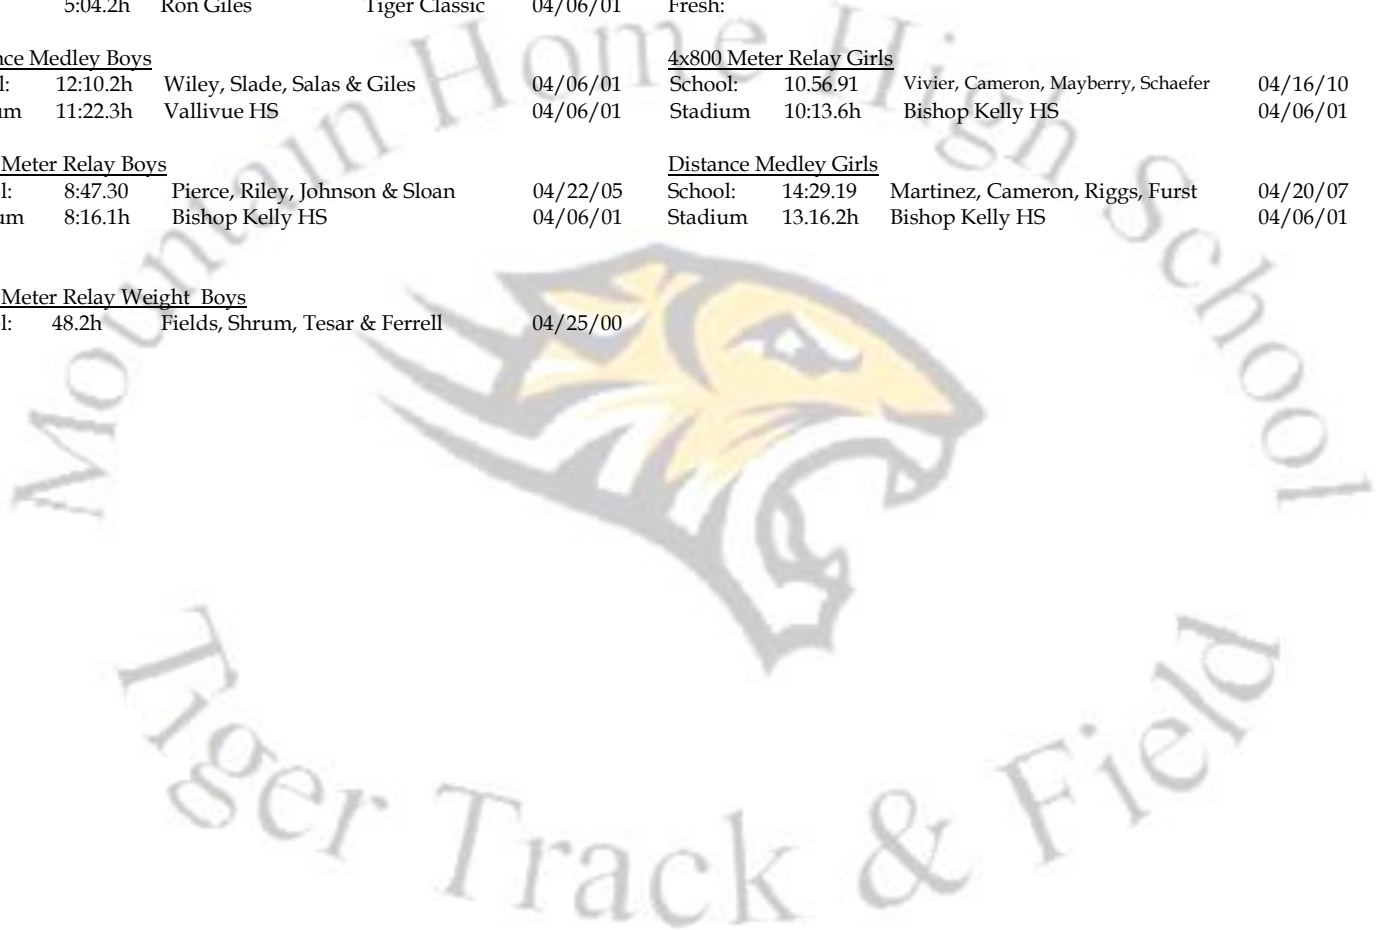 5:04.2h Ron Giles Tiger Classic 04/06/01 Fresh:
nce Medley Boys
l: 12:10.2h Wiley, Slade, Salas & Giles 04/06/01
um 11:22.3h Vallivue HS 04/06/01
Meter Relay Boys
l: 8:47.30 Pierce, Riley, Johnson & Sloan 04/22/05
um 8:16.1h Bishop Kelly HS 04/06/01
Meter Relay Weight Boys
l: 48.2h Fields, Shrum, Tesar & Ferrell 04/25/00
4x800 Meter Relay Girls
School: 10.56.91 Vivier, Cameron, Mayberry, Schaefer 04/16/10
Stadium 10:13.6h Bishop Kelly HS 04/06/01
Distance Medley Girls
School: 14:29.19 Martinez, Cameron, Riggs, Furst 04/20/07
Stadium 13.16.2h Bishop Kelly HS 04/06/01
Mountain Home High School
Tiger Track & Field